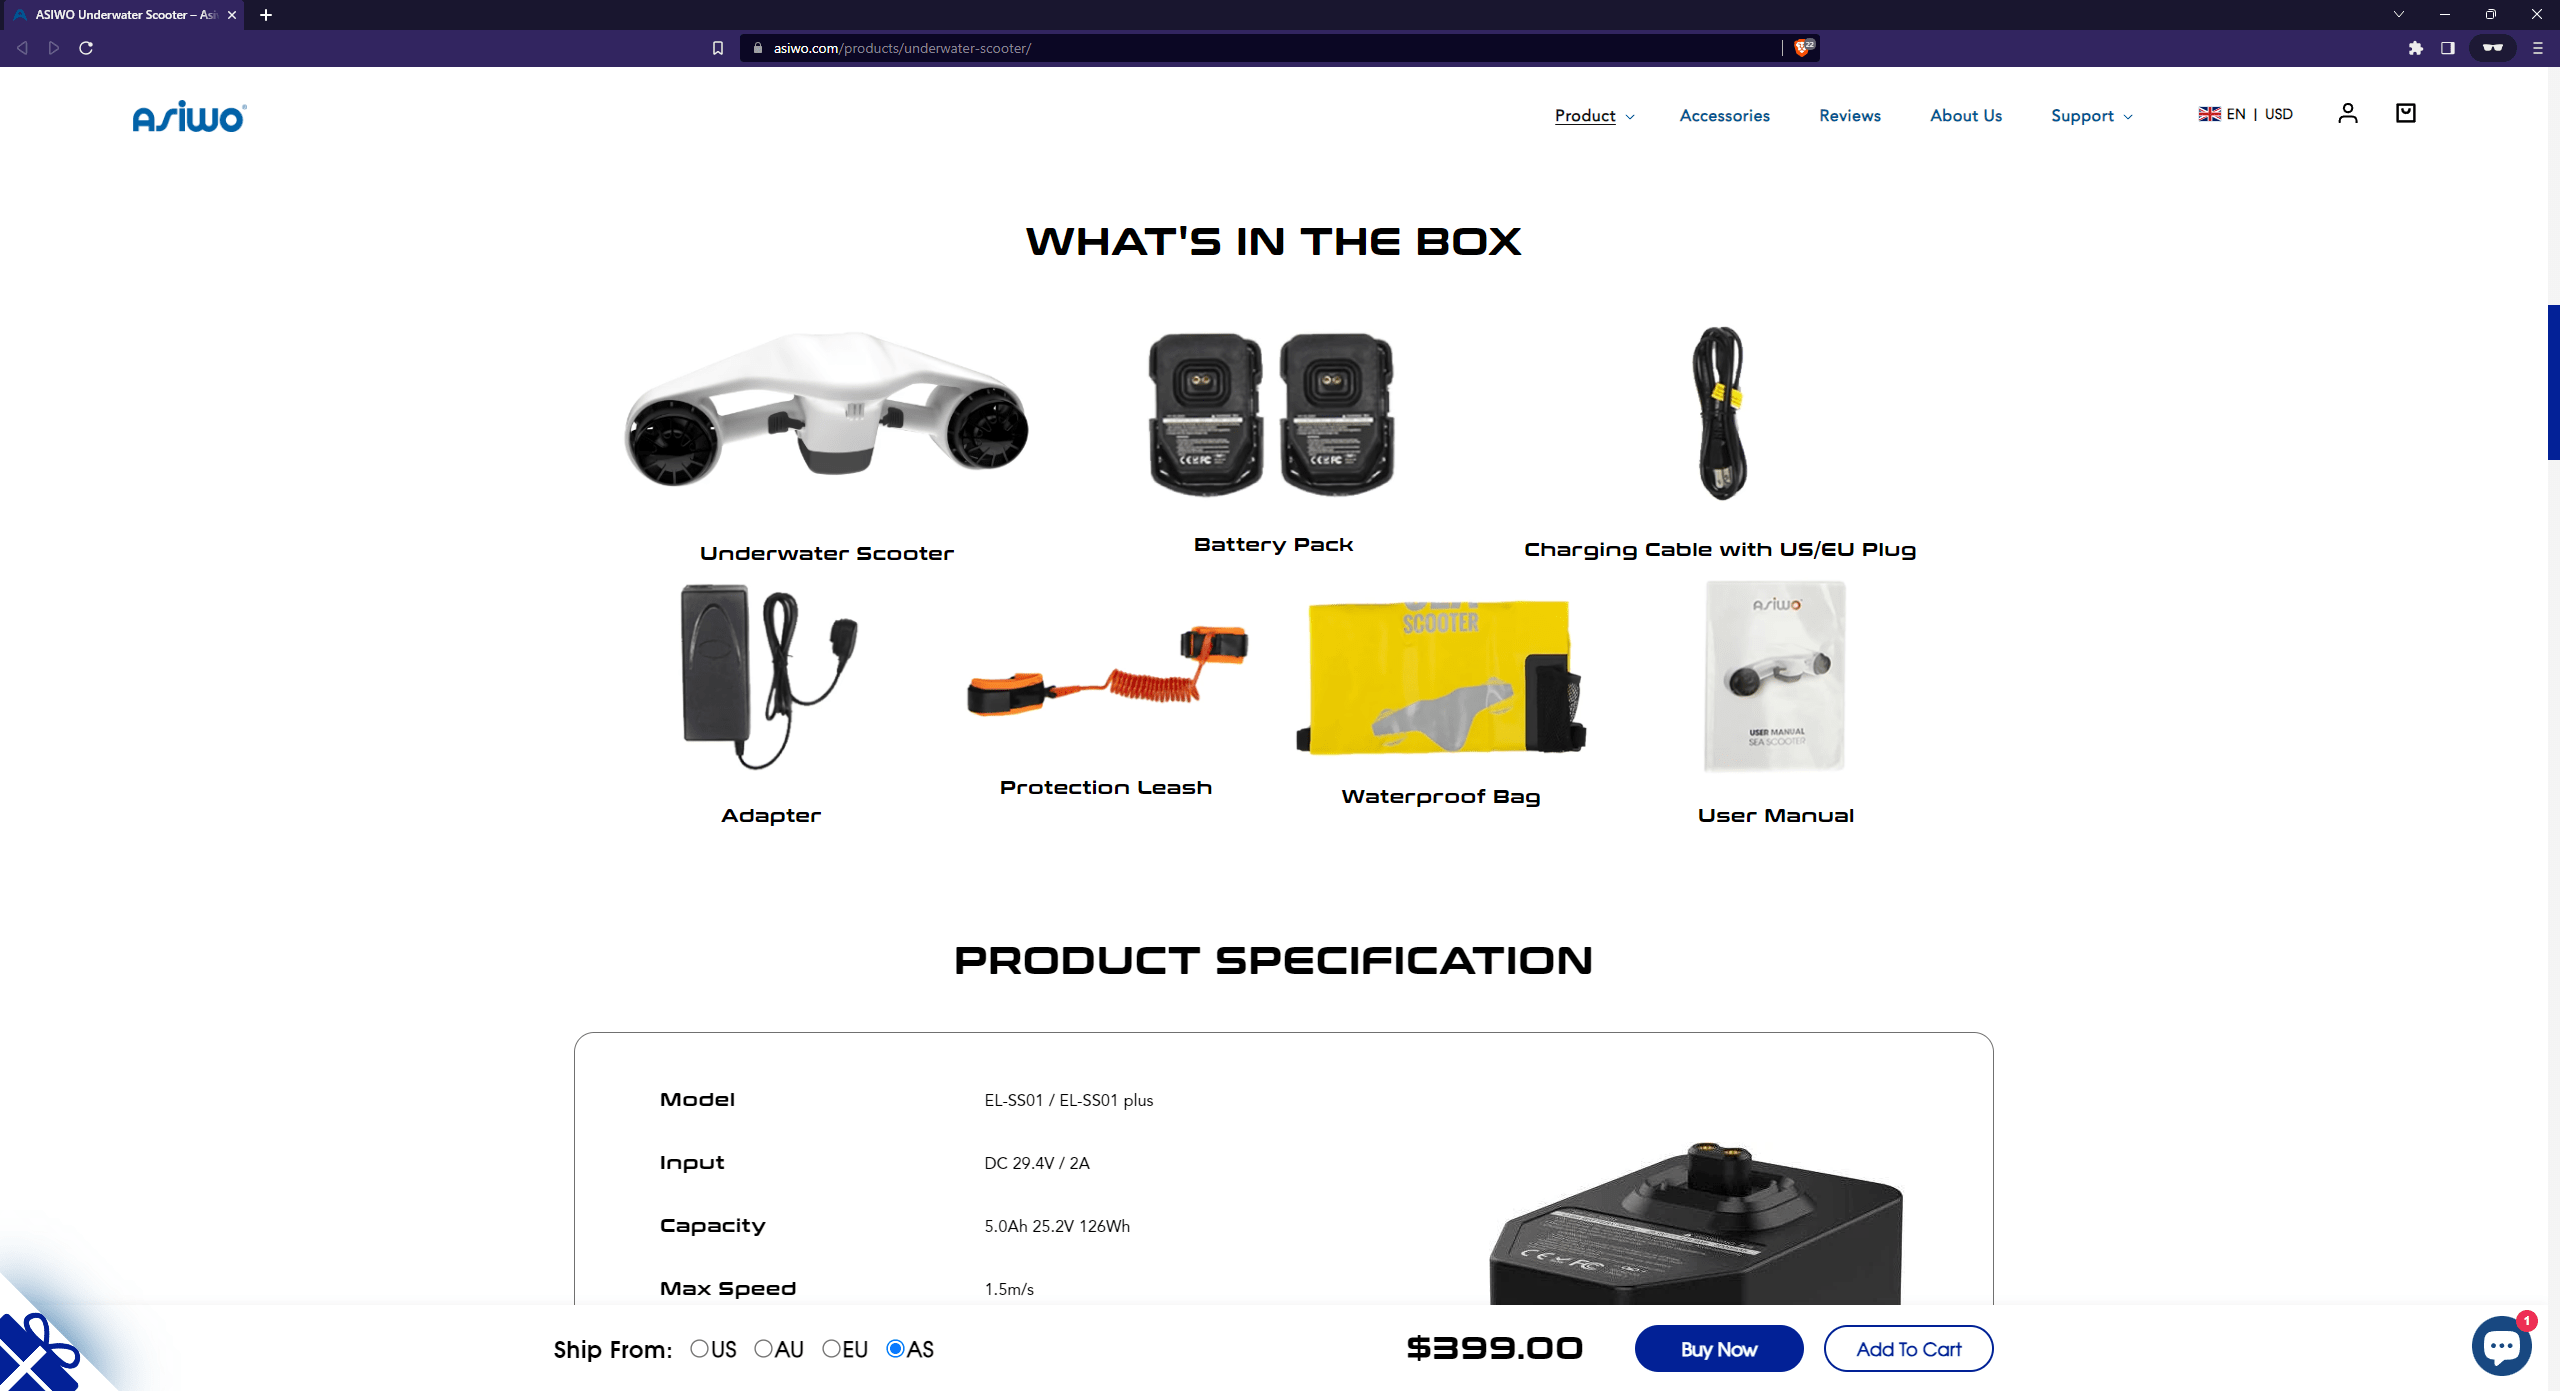 ASIWO Underwater Scooter – Asi
asiwo.com/products/underwater-scooter/
22
Asiwo
Product
Accessories
Reviews
About Us
Support
EN | USD
WHAT'S IN THE BOX
Underwater Scooter
Battery Pack
Charging Cable with US/EU Plug
SCOOTER
Asiwo
USER MANUAL
SEA SCOOTER
Adapter
Protection Leash
Waterproof Bag
User Manual
PRODUCT SPECIFICATION
Model
EL-SS01 / EL-SS01 plus
Input
DC 29.4V / 2A
Capacity
5.0Ah 25.2V 126Wh
Max Speed
1.5m/s
CE FC
Ship From: US AU EU AS
$399.00
Buy Now
Add To Cart
1